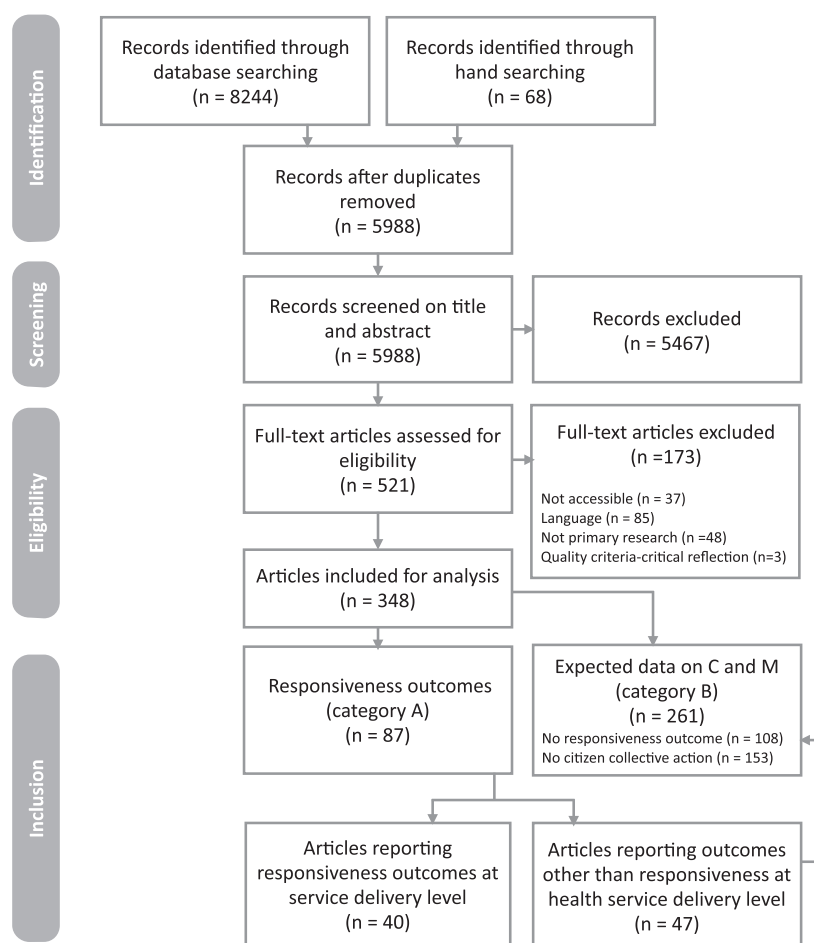 Identification
Records identified through
database searching
(n = 8244)
Records identified through
hand searching
(n = 68)
Records after duplicates
removed
(n = 5988)
Screening
Records screened on title
and abstract
(n = 5988)
Records excluded
(n = 5467)
Eligibility
Full-text articles assessed for
eligibility
(n = 521)
Full-text articles excluded
(n =173)
Not accessible (n = 37)
Language (n = 85)
Not primary research (n =48)
Quality criteria-critical reflection (n=3)
Articles included for analysis
(n = 348)
Inclusion
Responsiveness outcomes
(category A)
(n = 87)
Expected data on C and M
(category B)
(n = 261)
No responsiveness outcome (n = 108)
No citizen collective action (n = 153)
Articles reporting
responsiveness outcomes at
service delivery level
(n = 40)
Articles reporting outcomes
other than responsiveness at
health service delivery level
(n = 47)